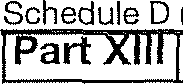 Schedule D (
Part XIII